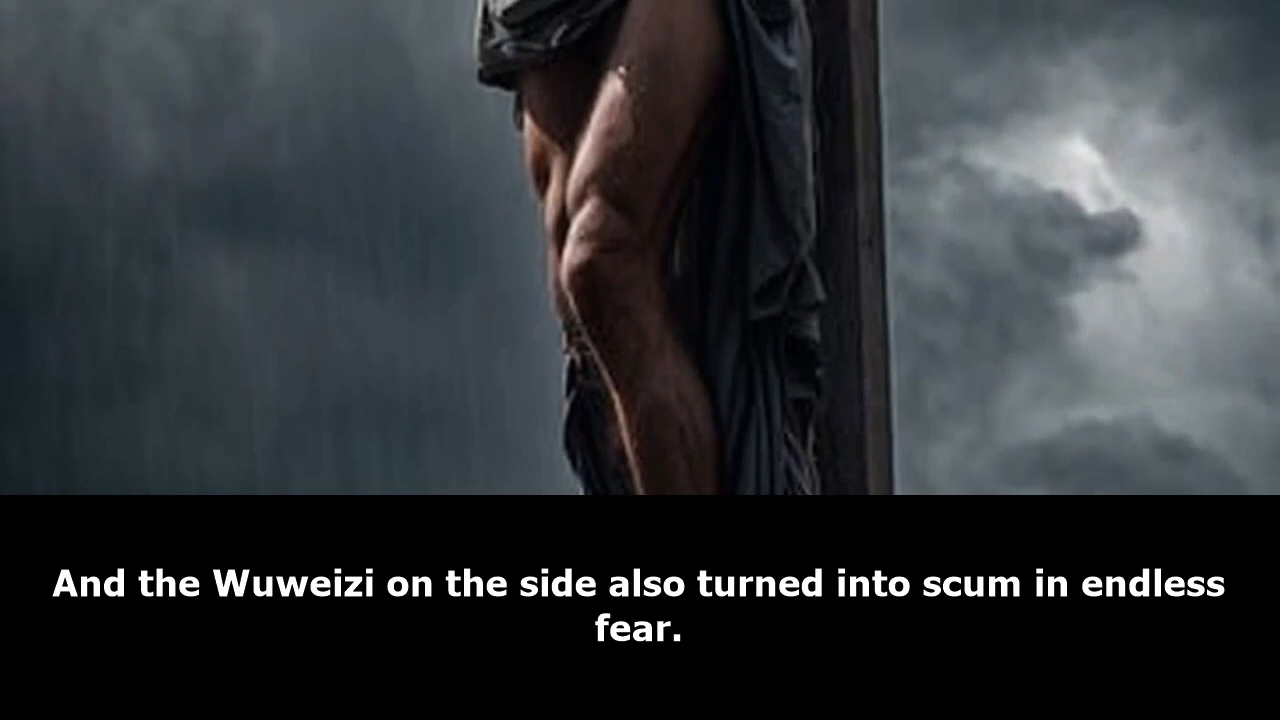 And the Wuweizi on the side also turned into scum in endless
fear.